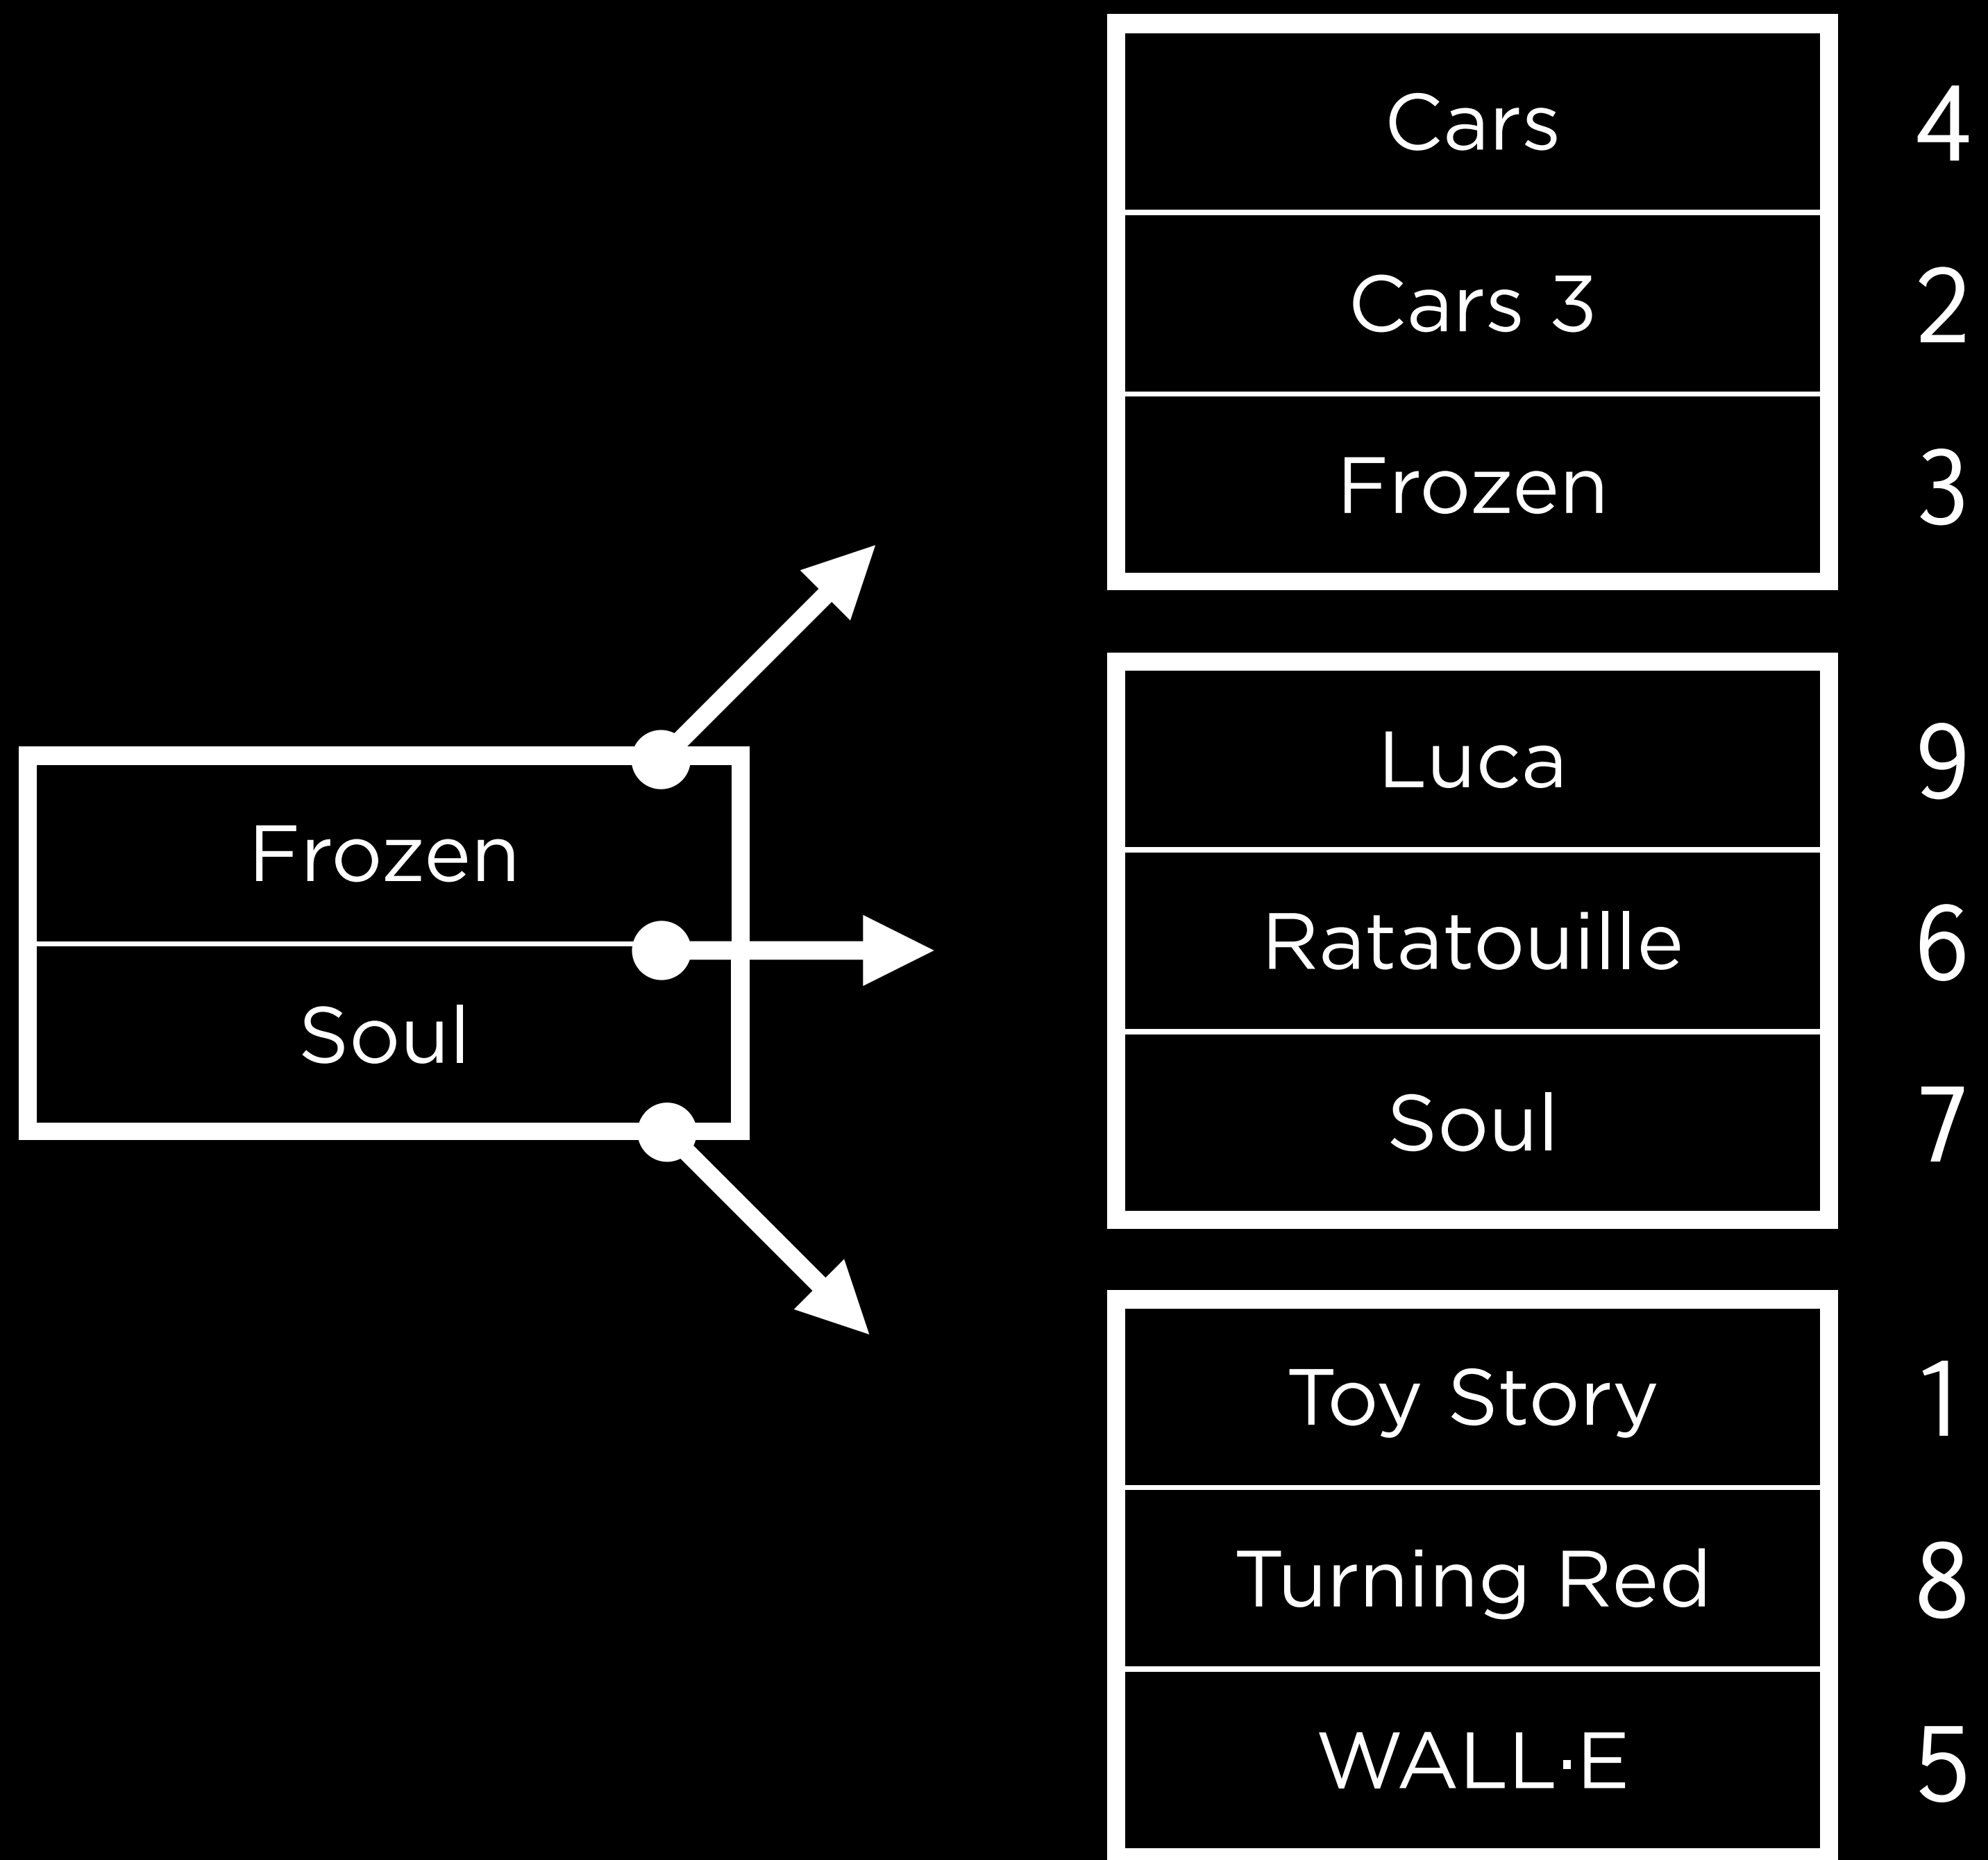 Cars 4
Cars 3 2
Frozen 3
Luca 9
Frozen
Ratatouille 6
Soul
Soul 7
Toy Story 1
Turning Red 8
WALL·E 5